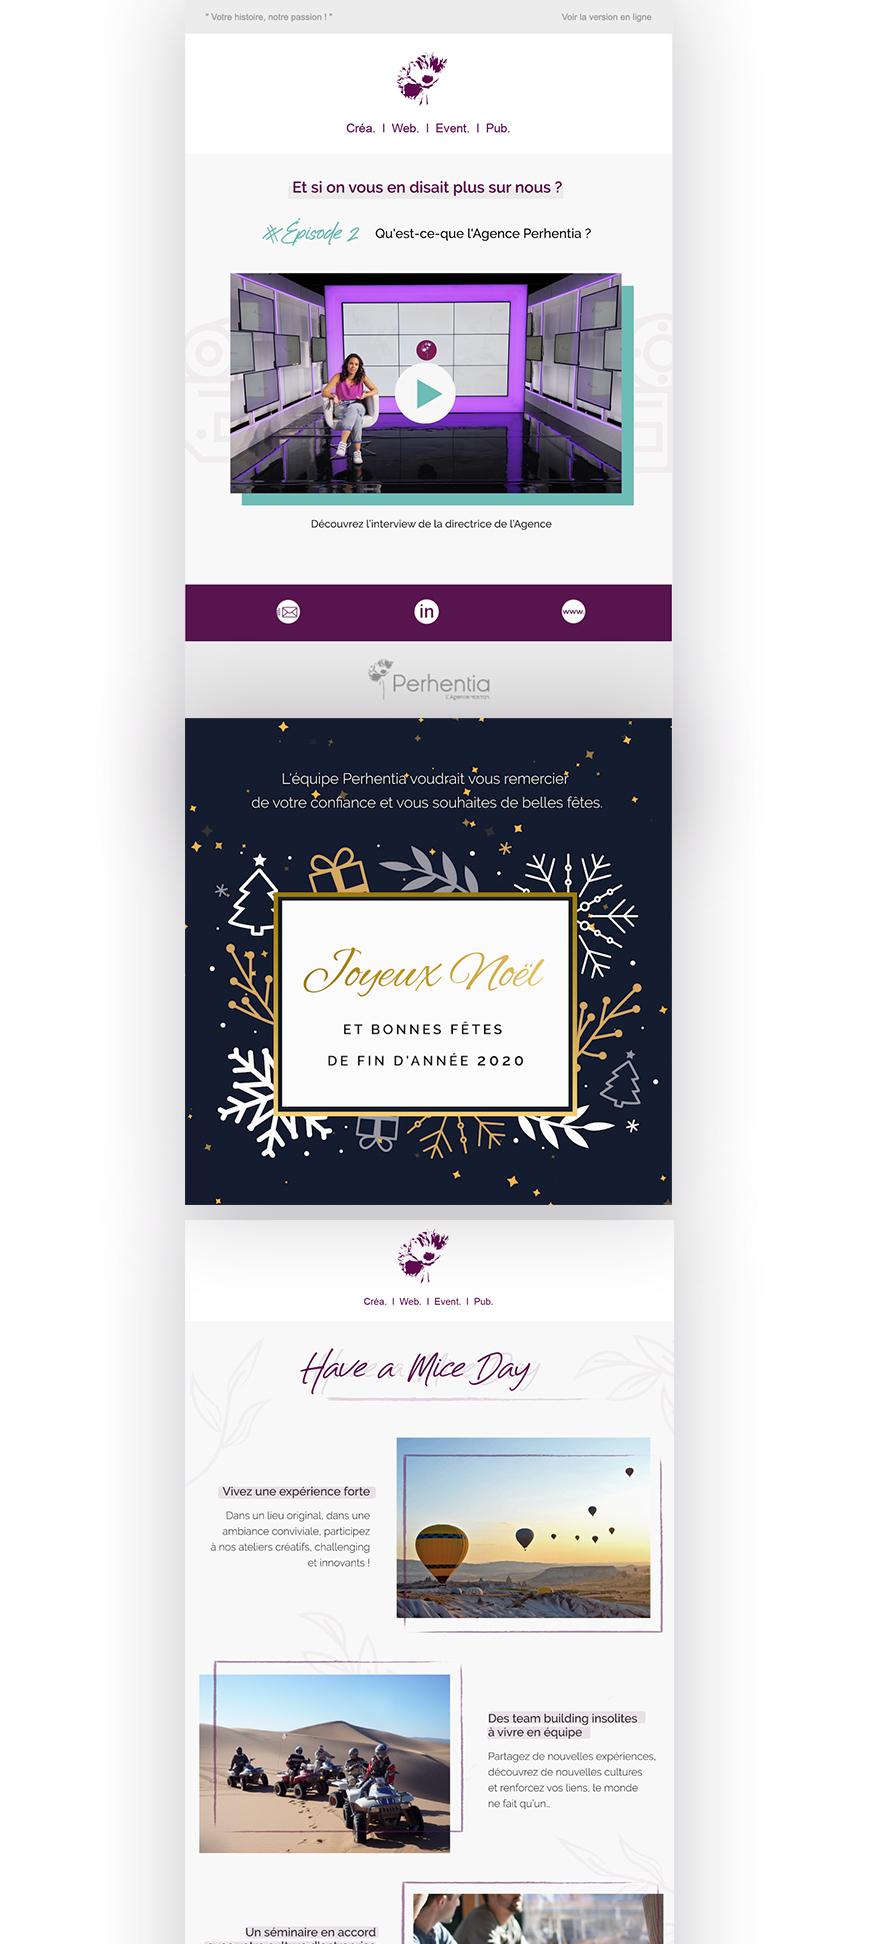 " Votre histoire, notre passion ! "
Voir la version en ligne
Créa. I Web. I Event. I Pub.
Et si on vous en disait plus sur nous ?
# Épisode 2 Qu'est-ce-que l'Agence Perhentia ?
Découvrez l'interview de la directrice de l'Agence
in
www.
Perhentia
L'équipe Perhentia voudrait vous remercier
de votre confiance et vous souhaites de belles fêtes.
Joyeux Noël
ET BONNES FÊTES
DE FIN D'ANNÉE 2020
Créa. I Web. I Event. I Pub.
Have a Mice Day
Vivez une expérience forte
Dans un lieu original, dans une
ambiance conviviale, participez
à nos ateliers créatifs, challenging
et innovants !
Des team building insolites
à vivre en équipe
Partagez de nouvelles expériences,
découvrez de nouvelles cultures
et renforcez vos liens, le monde
ne fait qu'un..
Un séminaire en accord